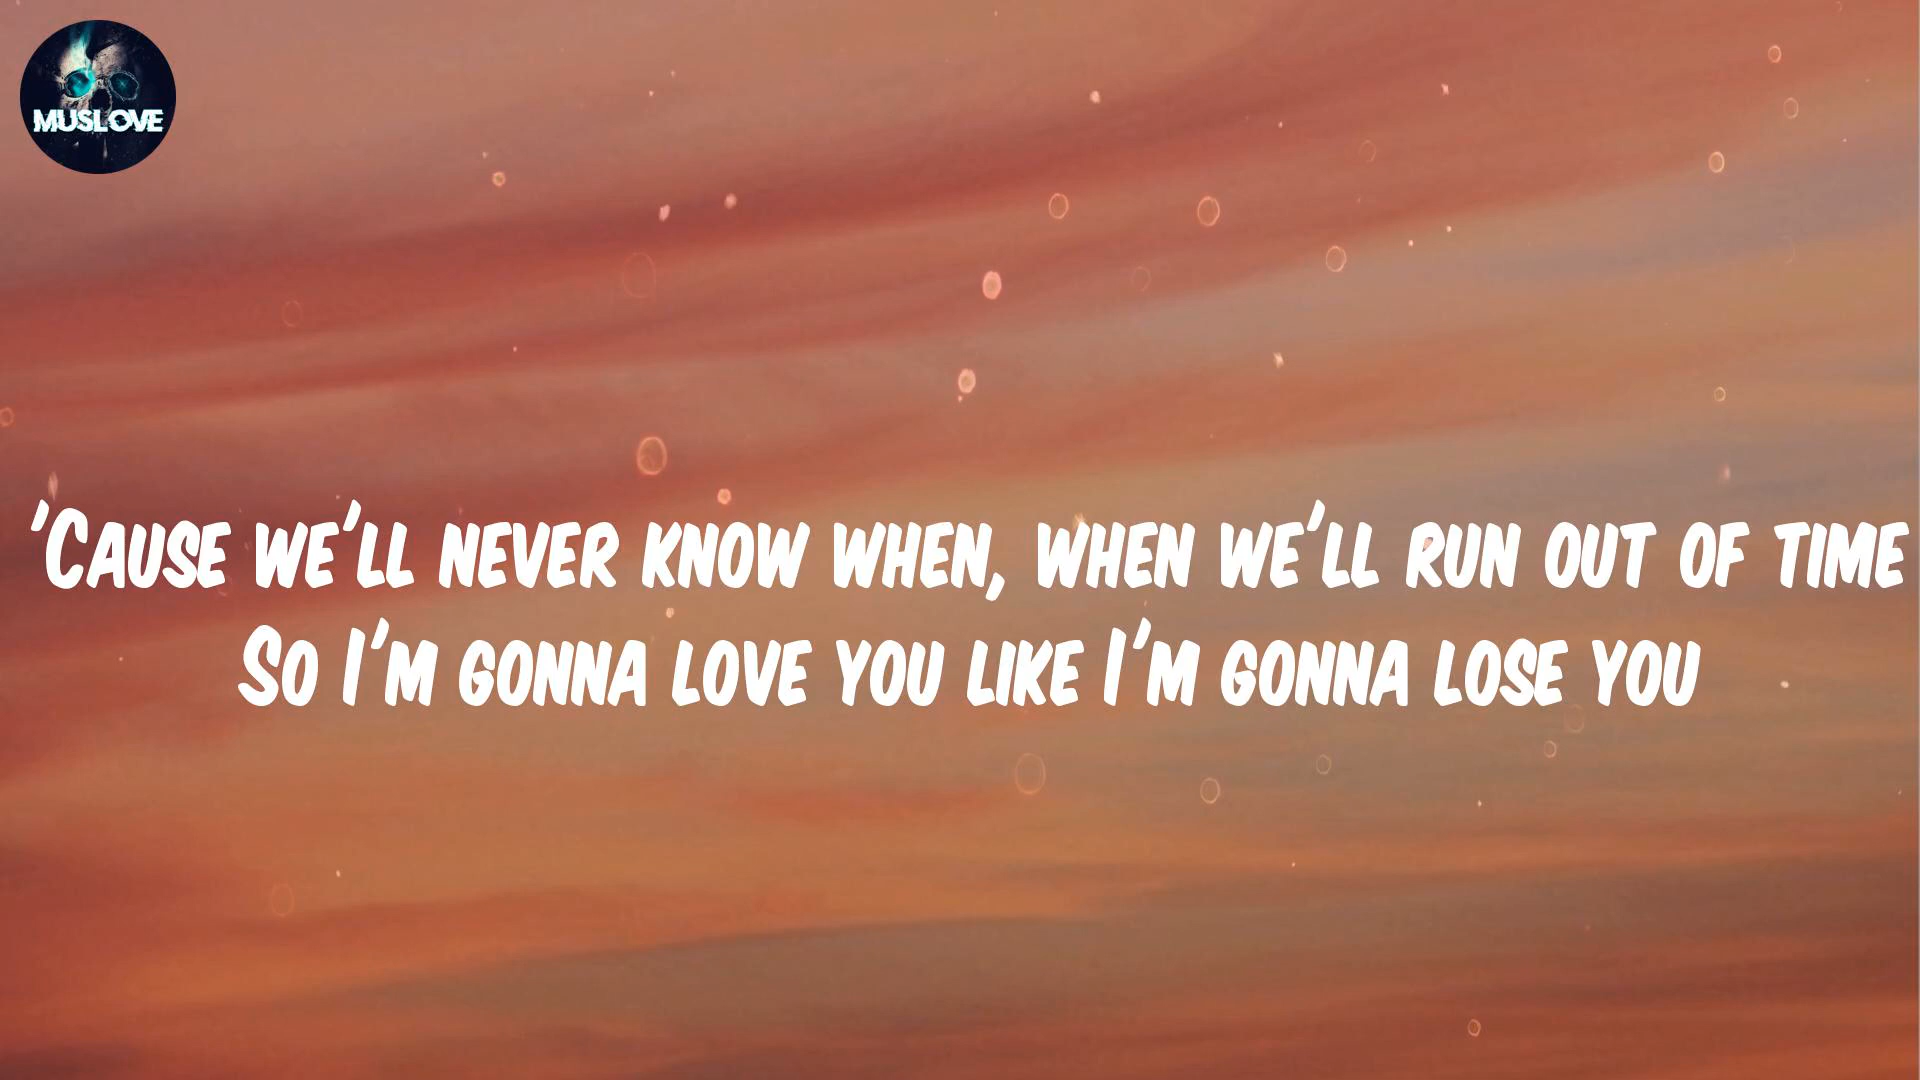 MUSLOVE
'Cause we'll never know when, when we'll run out of time
So I'm gonna love you like I'm gonna lose you